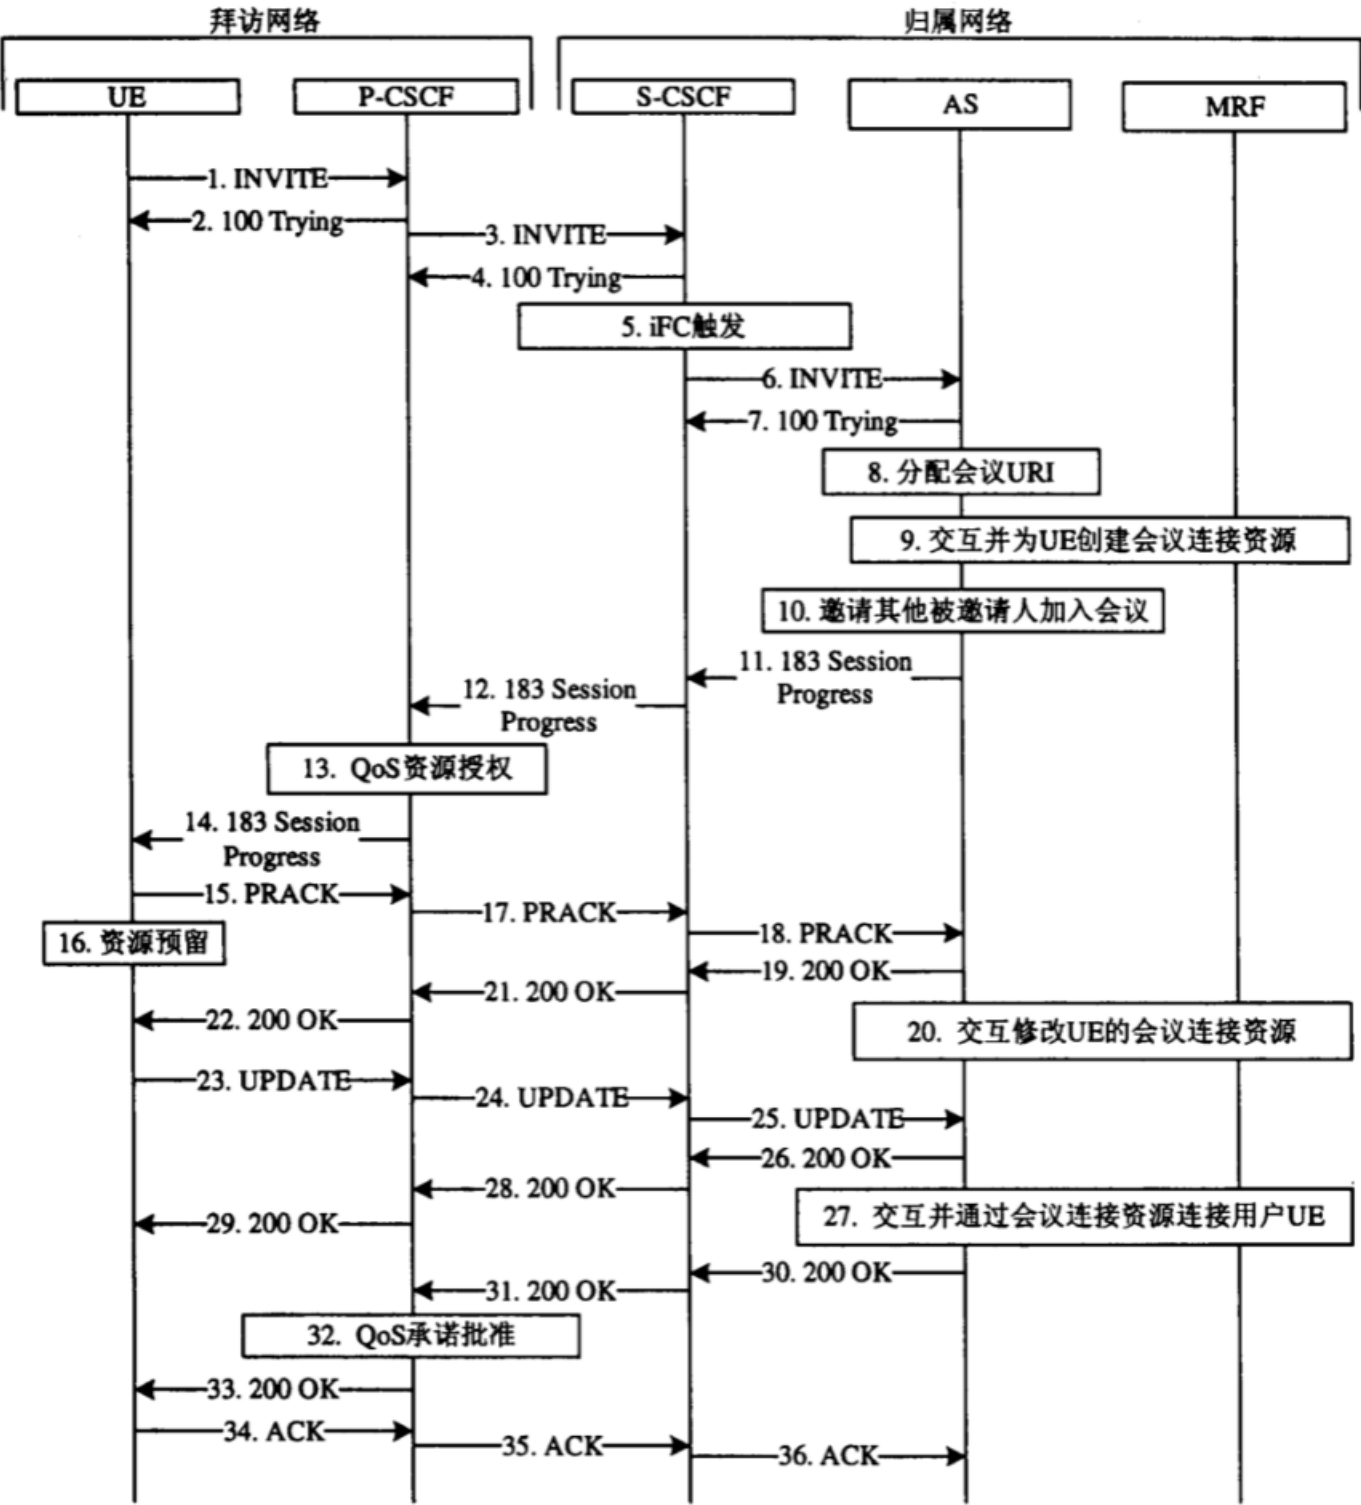 拜访网络
归属网络
UE
P-CSCF
S-CSCF
AS
MRF
1. INVITE
2. 100 Trying
3. INVITE
4. 100 Trying
5. iFC触发
6. INVITE
7. 100 Trying
8. 分配会议URI
9. 交互并为UE创建会议连接资源
10. 邀请其他被邀请人加入会议
11. 183 Session
Progress
12. 183 Session
Progress
13. QoS资源授权
14. 183 Session
Progress
15. PRACK
16. 资源预留
17. PRACK
18. PRACK
19. 200 OK
20. 交互修改UE的会议连接资源
21. 200 OK
22. 200 OK
23. UPDATE
24. UPDATE
25. UPDATE
26. 200 OK
27. 交互并通过会议连接资源连接用户UE
28. 200 OK
29. 200 OK
30. 200 OK
31. 200 OK
32. QoS承诺批准
33. 200 OK
34. ACK
35. ACK
36. ACK